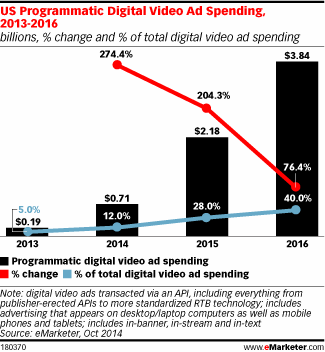 US Programmatic Digital Video Ad Spending,
2013-2016
billions, % change and % of total digital video ad spending
$3.84
274.4%
204.3%
$2.18
76.4%
$0.71
40.0%
5.0%
28.0%
$0.19
12.0%
2013 2014 2015 2016
Programmatic digital video ad spending
% change % of total digital video ad spending
Note: digital video ads transacted via an API, including everything from
publisher-erected APIs to more standardized RTB technology; includes
advertising that appears on desktop/laptop computers as well as mobile
phones and tablets; includes in-banner, in-stream and in-text
Source: eMarketer, Oct 2014
180370 www.eMarketer.com